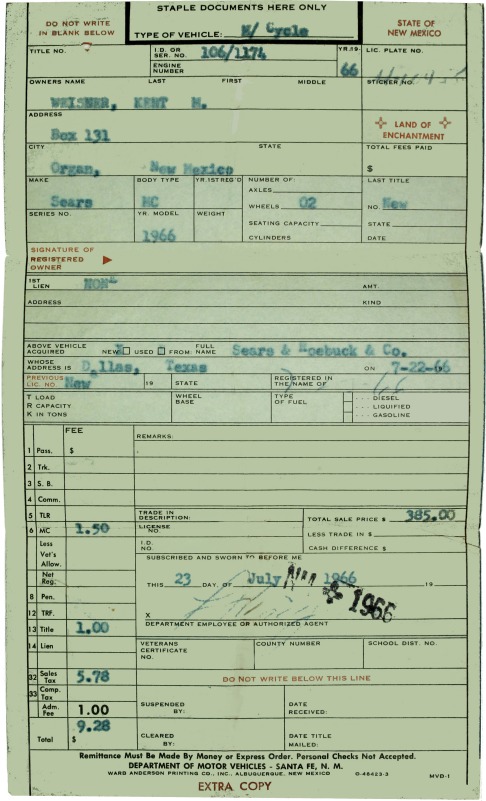 STAPLE DOCUMENTS HERE ONLY
DO NOT WRITE IN BLANK BELOW
TYPE OF VEHICLE: M/ Cycle
STATE OF NEW MEXICO
TITLE NO.
I.D. OR SER. NO. 106/1174
YR. 19- 66
LIC. PLATE NO.
ENGINE NUMBER
STICKER NO.
OWNERS NAME LAST FIRST MIDDLE
WEISNER, KENT H.
ADDRESS
Box 131
LAND OF ENCHANTMENT
CITY STATE
TOTAL FEES PAID
Organ, New Mexico
$
MAKE BODY TYPE YR.1ST REG'D NUMBER OF: LAST TITLE
AXLES
Sears MC WHEELS 02 NO. New
SERIES NO. YR. MODEL WEIGHT
SEATING CAPACITY STATE
1966 CYLINDERS DATE
SIGNATURE OF REGISTERED OWNER
1ST LIEN NONE AMT.
ADDRESS KIND
ABOVE VEHICLE ACQUIRED NEW USED FROM: FULL NAME Sears & Roebuck & Co.
WHOSE ADDRESS IS Dallas, Texas ON 7-22-66 19
PREVIOUS LIC. NO. New 19 STATE REGISTERED IN THE NAME OF
T LOAD
R CAPACITY
K IN TONS
WHEEL BASE
TYPE OF FUEL
- - - DIESEL
- - - LIQUIFIED
- - - GASOLINE
FEE
REMARKS:
1 Pass. $
2 Trk.
3 S. B.
4 Comm.
5 TLR
TRADE IN DESCRIPTION:
TOTAL SALE PRICE $ 385.00
6 MC 1.50
LICENSE NO.
LESS TRADE IN $
Less Vet's Allow.
I.D. NO.
CASH DIFFERENCE $
SUBSCRIBED AND SWORN TO BEFORE ME
Net Reg.
THIS 23 DAY OF July 1966 19
8 Pen.
1966
12 TRF.
X
13 Title 1.00
DEPARTMENT EMPLOYEE OR AUTHORIZED AGENT
14 Lien
VETERANS CERTIFICATE NO.
COUNTY NUMBER
SCHOOL DIST. NO.
32 Sales Tax 5.78
DO NOT WRITE BELOW THIS LINE
33 Comp. Tax
Adm. Fee 1.00
SUSPENDED BY:
DATE RECEIVED:
Total $ 9.28
CLEARED BY:
DATE TITLE MAILED:
Remittance Must Be Made By Money or Express Order. Personal Checks Not Accepted.
DEPARTMENT OF MOTOR VEHICLES - SANTA FE, N. M.
WARD ANDERSON PRINTING CO., INC., ALBUQUERQUE, NEW MEXICO O-48423-3 MVD-1
EXTRA COPY